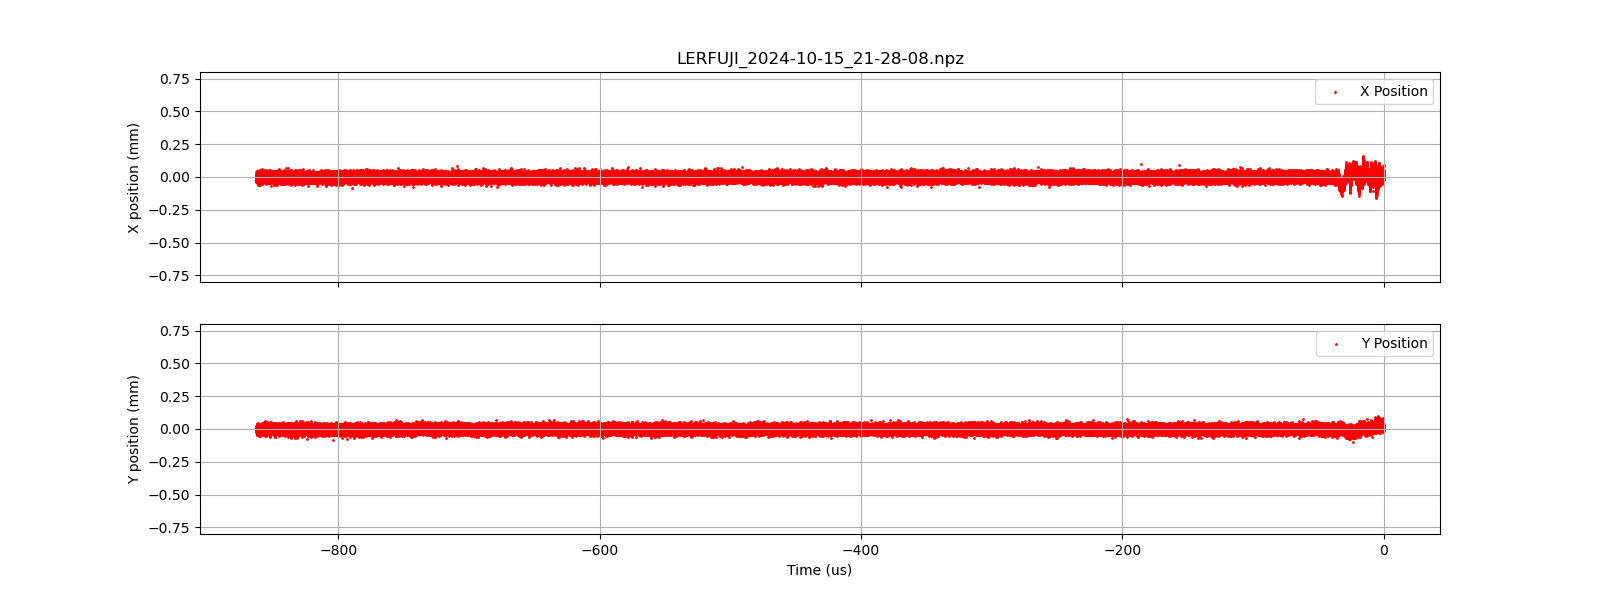 LERFUJI_2024-10-15_21-28-08.npz
X position (mm)
0.75
0.50
0.25
0.00
−0.25
−0.50
−0.75
X Position
Y position (mm)
0.75
0.50
0.25
0.00
−0.25
−0.50
−0.75
Y Position
−800 −600 −400 −200 0
Time (us)